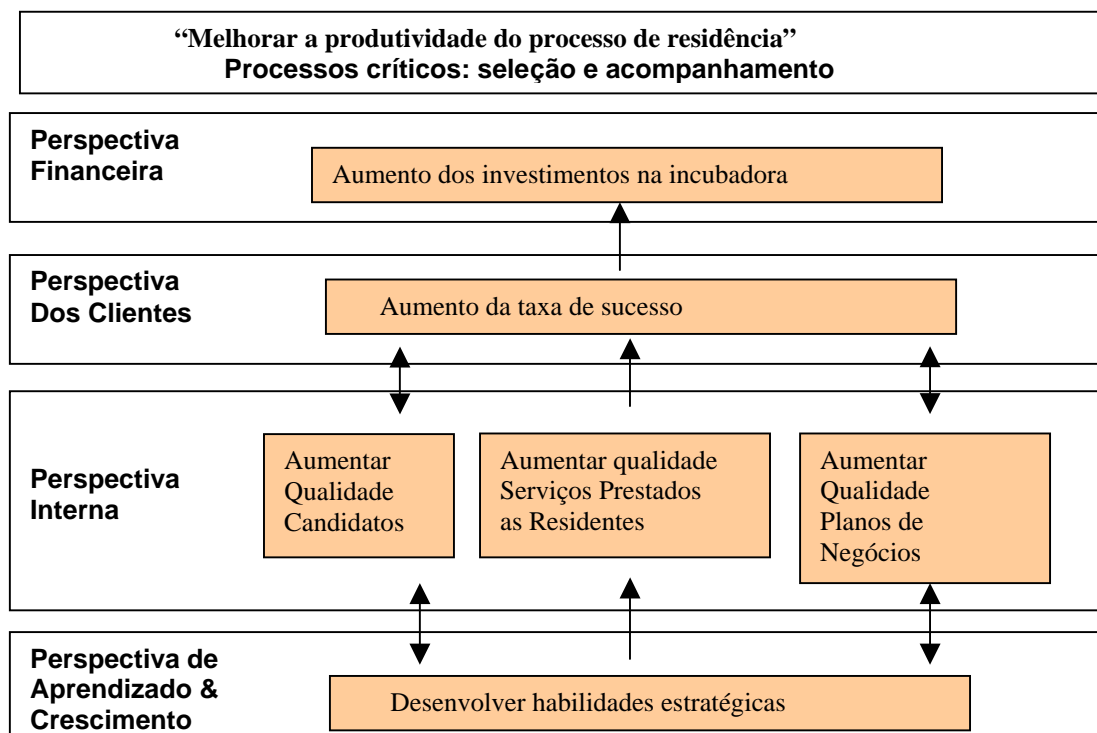 “Melhorar a produtividade do processo de residência”
Processos críticos: seleção e acompanhamento
Perspectiva
Financeira
Aumento dos investimentos na incubadora
Perspectiva
Dos Clientes
Aumento da taxa de sucesso
Perspectiva
Interna
Aumentar
Qualidade
Candidatos
Aumentar qualidade
Serviços Prestados
as Residentes
Aumentar
Qualidade
Planos de
Negócios
Perspectiva de
Aprendizado &
Crescimento
Desenvolver habilidades estratégicas